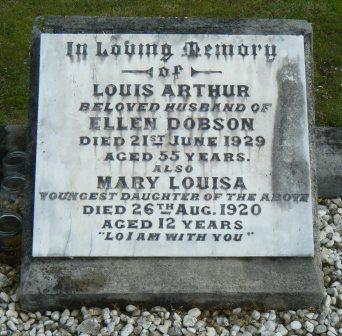 In Loving Memory
of
LOUIS ARTHUR
BELOVED HUSBAND OF
ELLEN DOBSON
DIED 21ST JUNE 1929
AGED 55 YEARS.
ALSO
MARY LOUISA
YOUNGEST DAUGHTER OF THE ABOVE
DIED 26TH AUG. 1920
AGED 12 YEARS
"LO I AM WITH YOU"